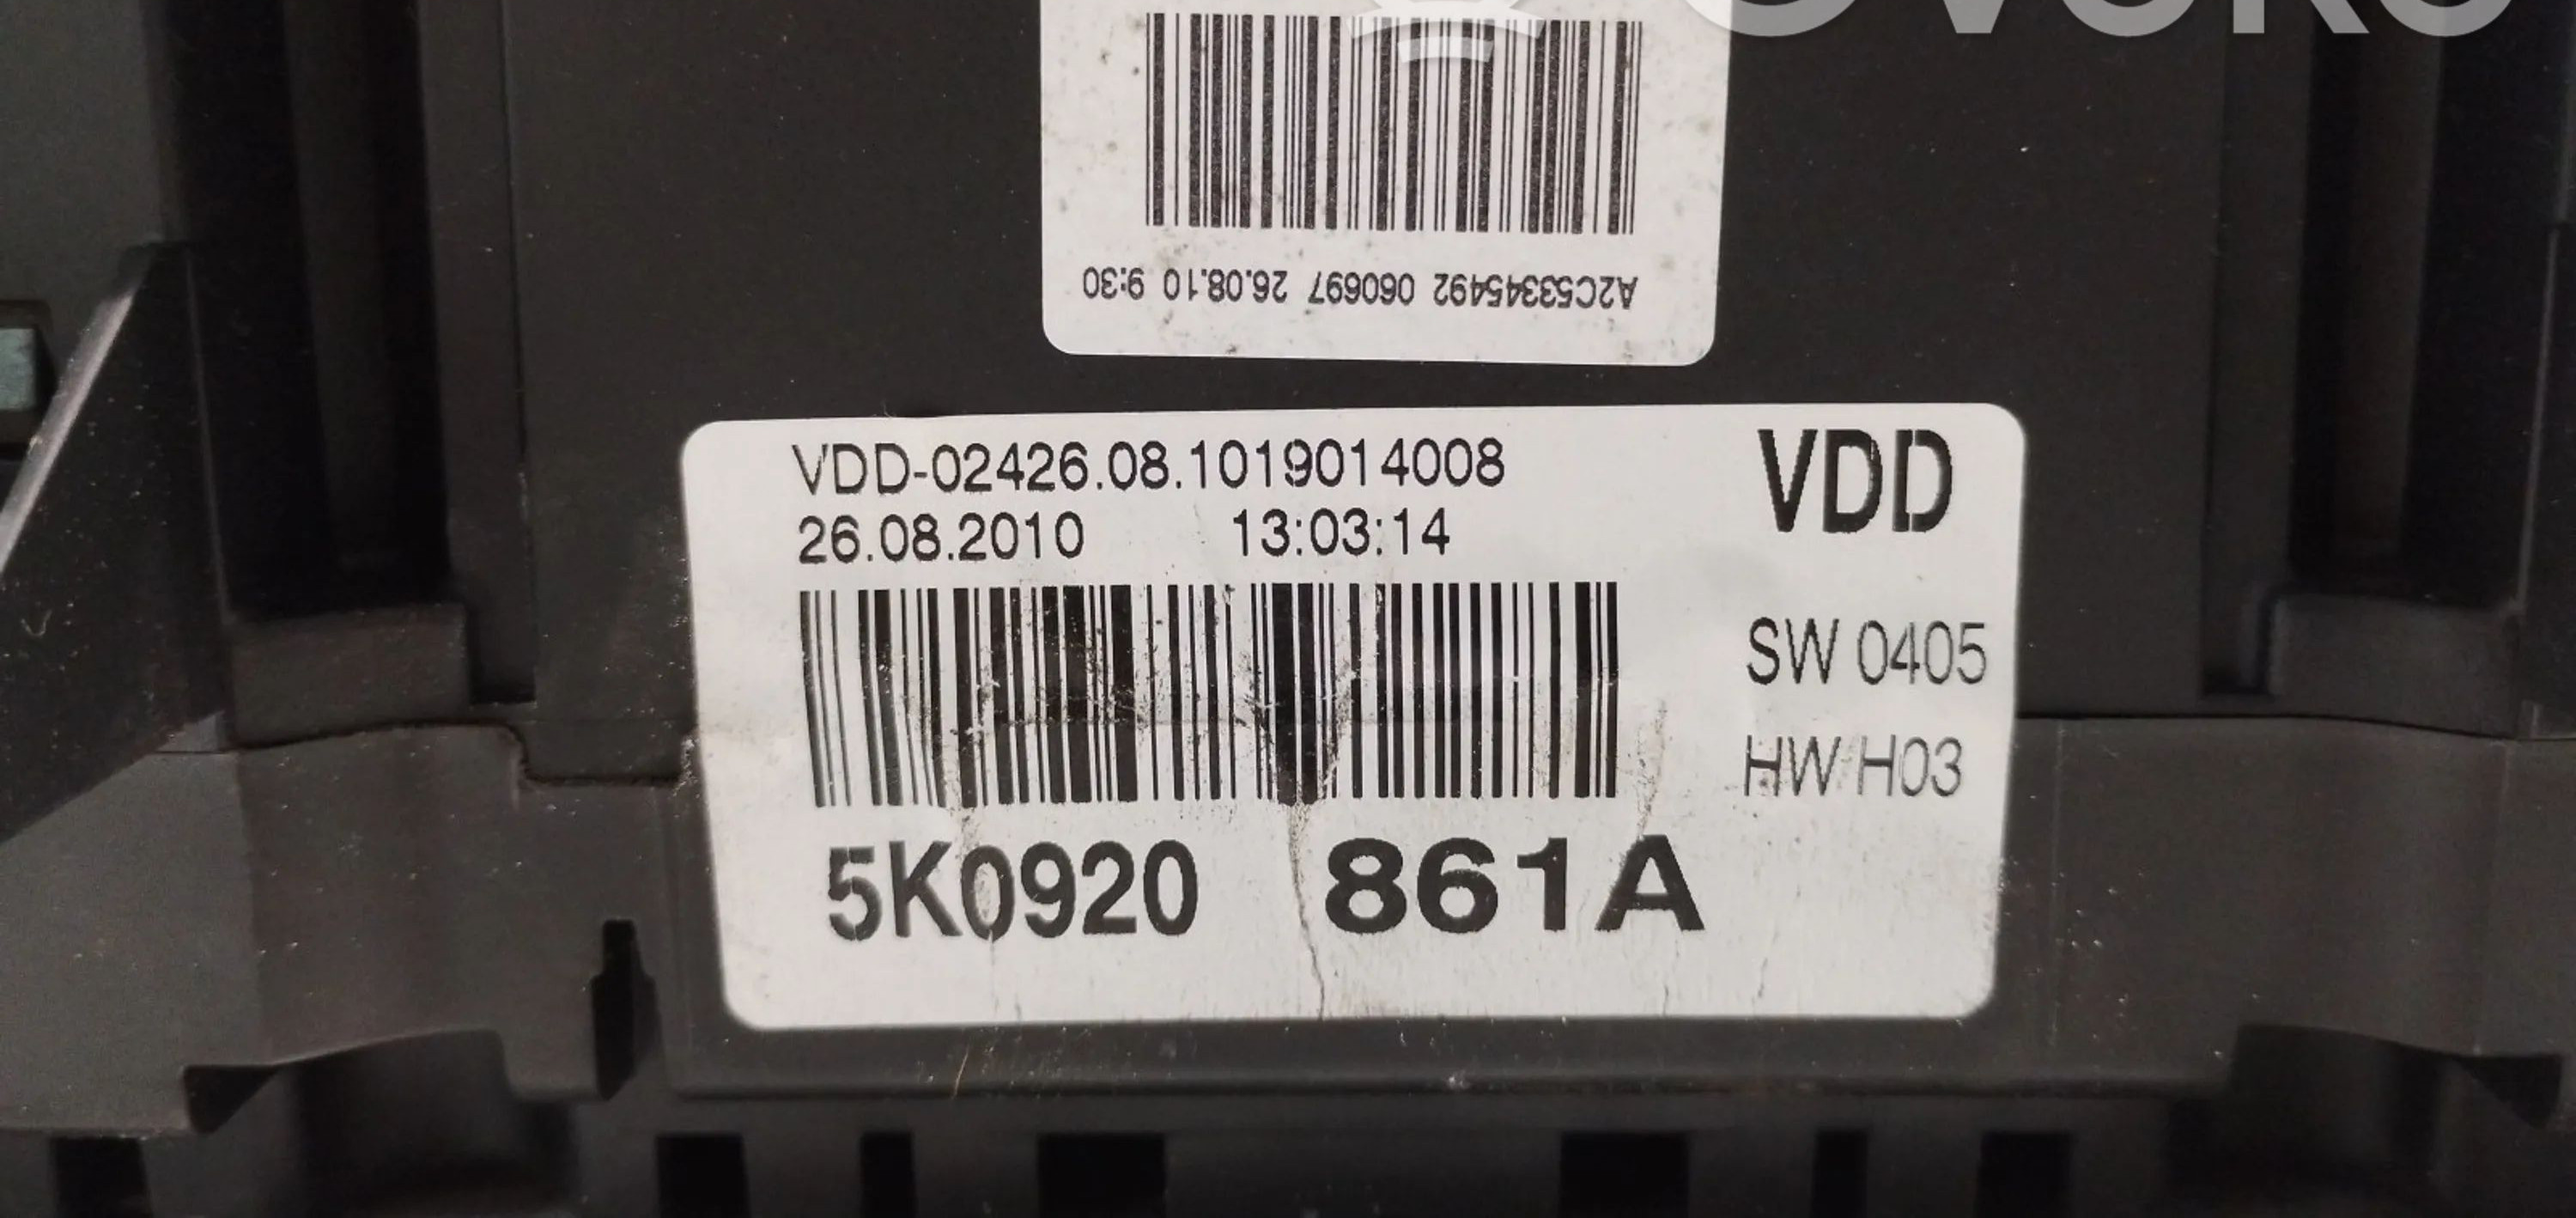 A2C53345492 060697 26.08.10 9:30
VDD-02426.08.1019014008
26.08.2010 13:03:14
VDD
SW 0405
HW H03
5K0920 861A